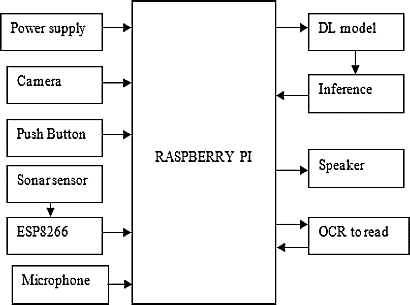 Power supply
Camera
Push Button
Sonar sensor
ESP8266
Microphone
RASPBERRY PI
DL model
Inference
Speaker
OCR to read